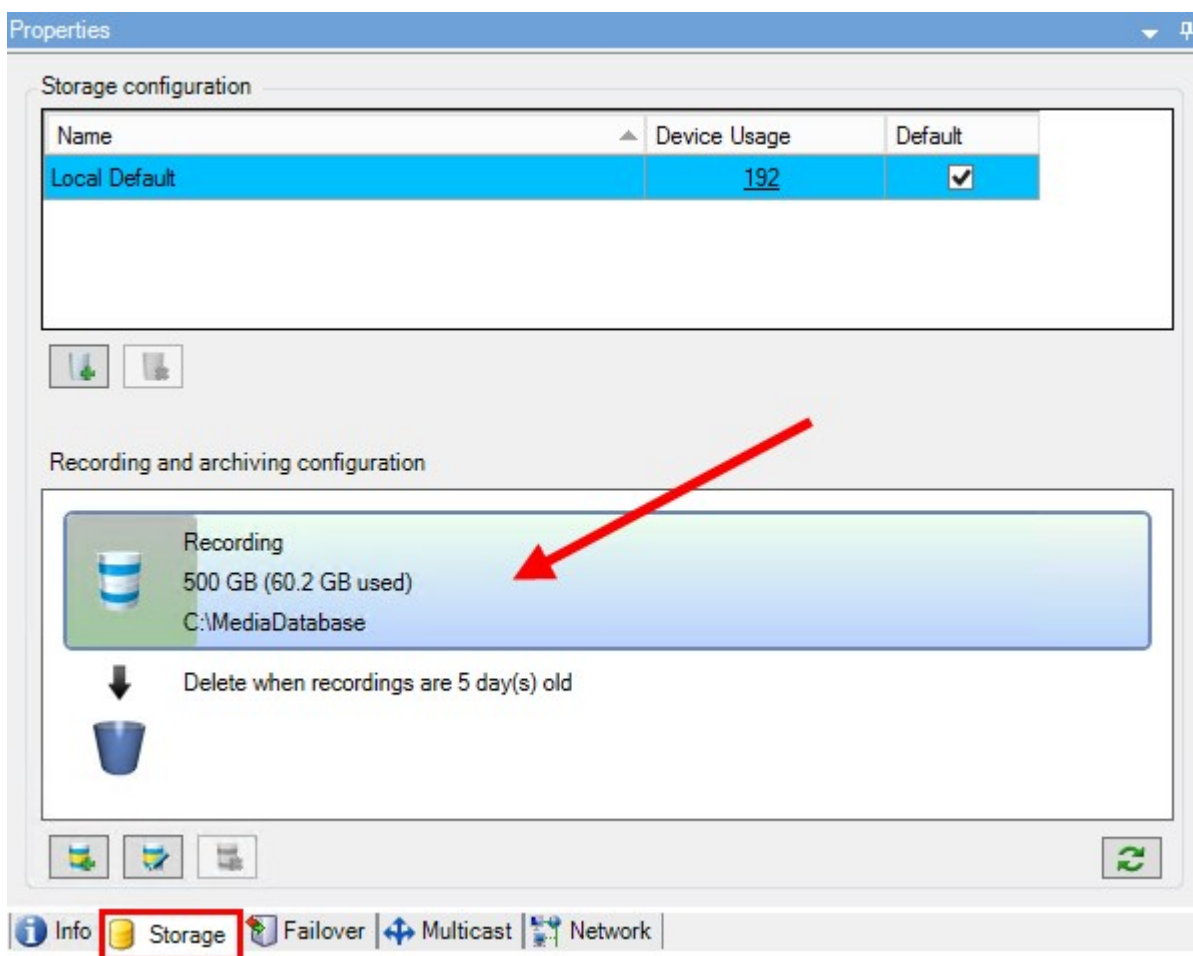 Properties
Storage configuration
Name Device Usage Default
Local Default 192
Recording and archiving configuration
Recording
500 GB (60.2 GB used)
C:\MediaDatabase
Delete when recordings are 5 day(s) old
Info Storage Failover Multicast Network